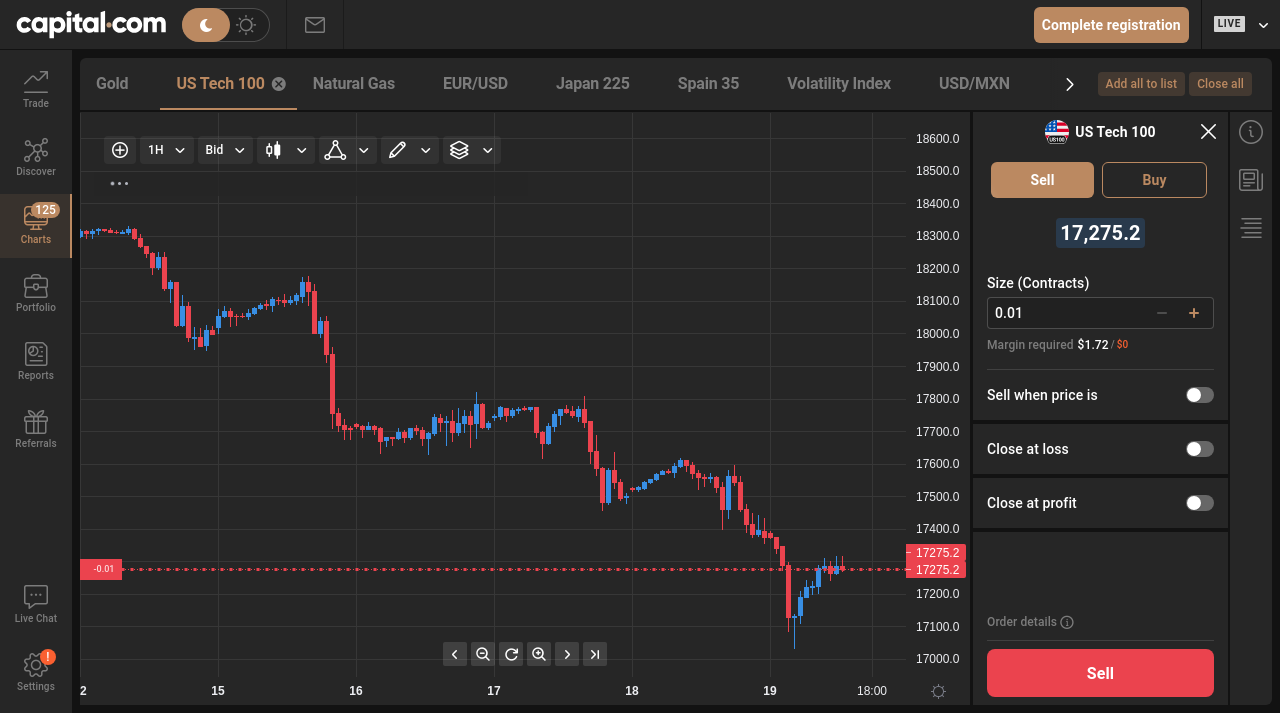 capital.com
Complete registration
LIVE
Trade
Discover
125
Charts
Portfolio
Reports
Referrals
Live Chat
!
Settings
Gold
US Tech 100
Natural Gas
EUR/USD
Japan 225
Spain 35
Volatility Index
USD/MXN
Add all to list
Close all
1H
Bid
18600.0
18500.0
18400.0
18300.0
18200.0
18100.0
18000.0
17900.0
17800.0
17700.0
17600.0
17500.0
17400.0
17275.2
17275.2
17200.0
17100.0
17000.0
-0.01
2
15
16
17
18
19
18:00
US100
US Tech 100
Sell
Buy
17,275.2
Size (Contracts)
0.01
Margin required $1.72 / $0
Sell when price is
Close at loss
Close at profit
Order details
Sell